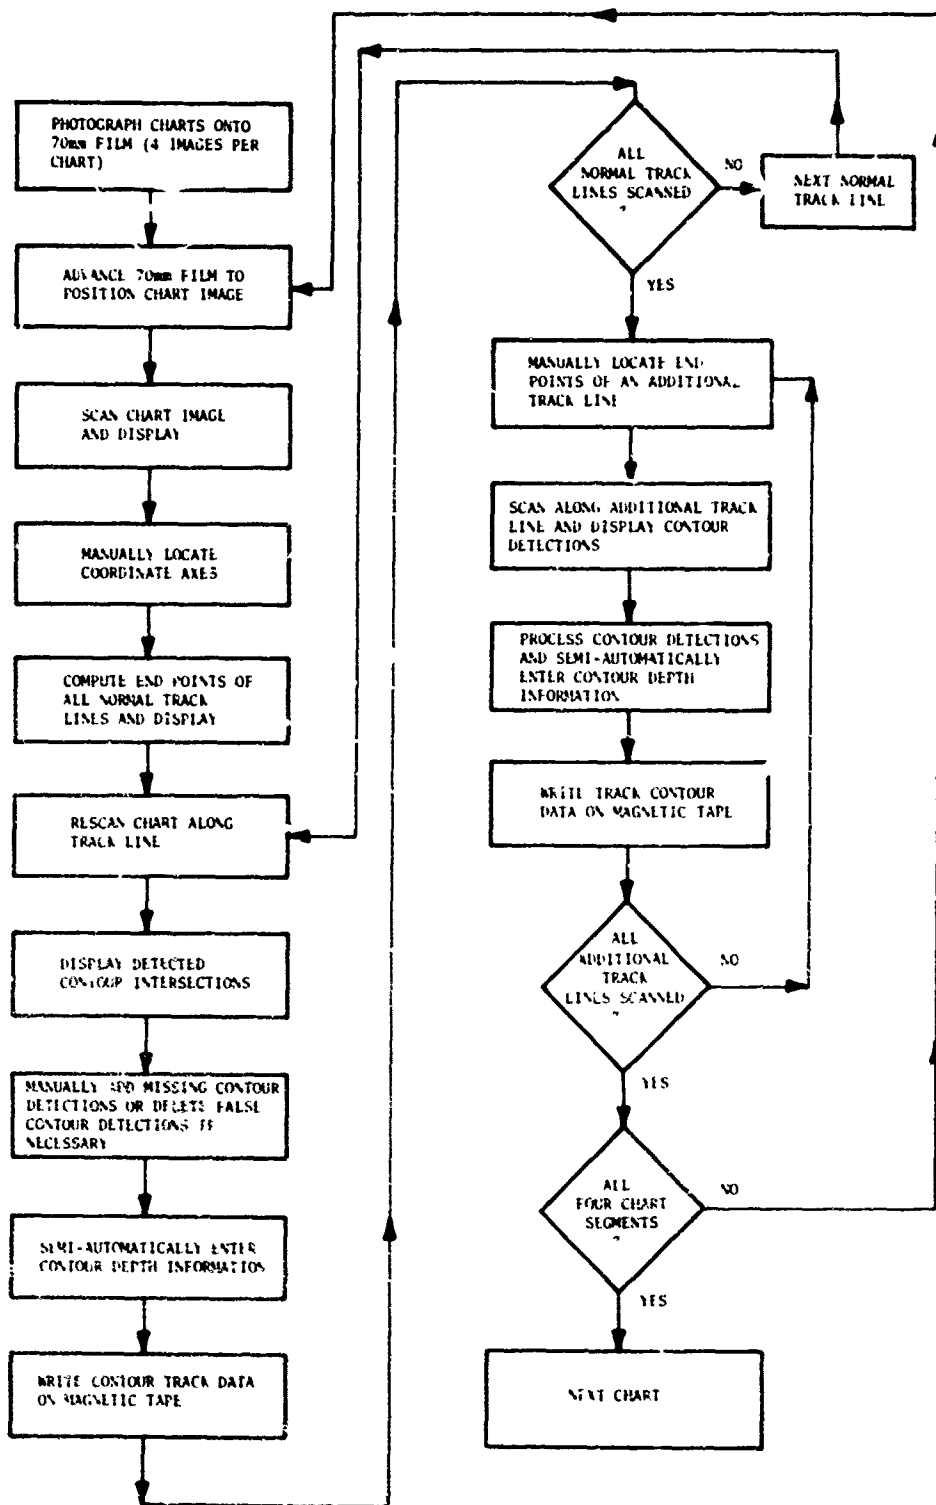 PHOTOGRAPH CHARTS ONTO
70mm FILM (4 IMAGES PER
CHART)
ADVANCE 70mm FILM TO
POSITION CHART IMAGE
SCAN CHART IMAGE
AND DISPLAY
MANUALLY LOCATE
COORDINATE AXES
COMPUTE END POINTS OF
ALL NORMAL TRACK
LINES AND DISPLAY
RESCAN CHART ALONG
TRACK LINE
DISPLAY DETECTED
CONTOUR INTERSECTIONS
MANUALLY ADD MISSING CONTOUR
DETECTIONS OR DELETE FALSE
CONTOUR DETECTIONS IF
NECESSARY
SEMI-AUTOMATICALLY ENTER
CONTOUR DEPTH INFORMATION
WRITE CONTOUR TRACK DATA
ON MAGNETIC TAPE
ALL
NORMAL TRACK
LINES SCANNED
?
NO
NEXT NORMAL
TRACK LINE
YES
MANUALLY LOCATE END
POINTS OF AN ADDITIONAL
TRACK LINE
SCAN ALONG ADDITIONAL TRACK
LINE AND DISPLAY CONTOUR
DETECTIONS
PROCESS CONTOUR DETECTIONS
AND SEMI-AUTOMATICALLY
ENTER CONTOUR DEPTH
INFORMATION
WRITE TRACK CONTOUR
DATA ON MAGNETIC TAPE
ALL
ADDITIONAL
TRACK
LINES SCANNED
?
NO
YES
ALL
FOUR CHART
SEGMENTS
?
NO
YES
NEXT CHART